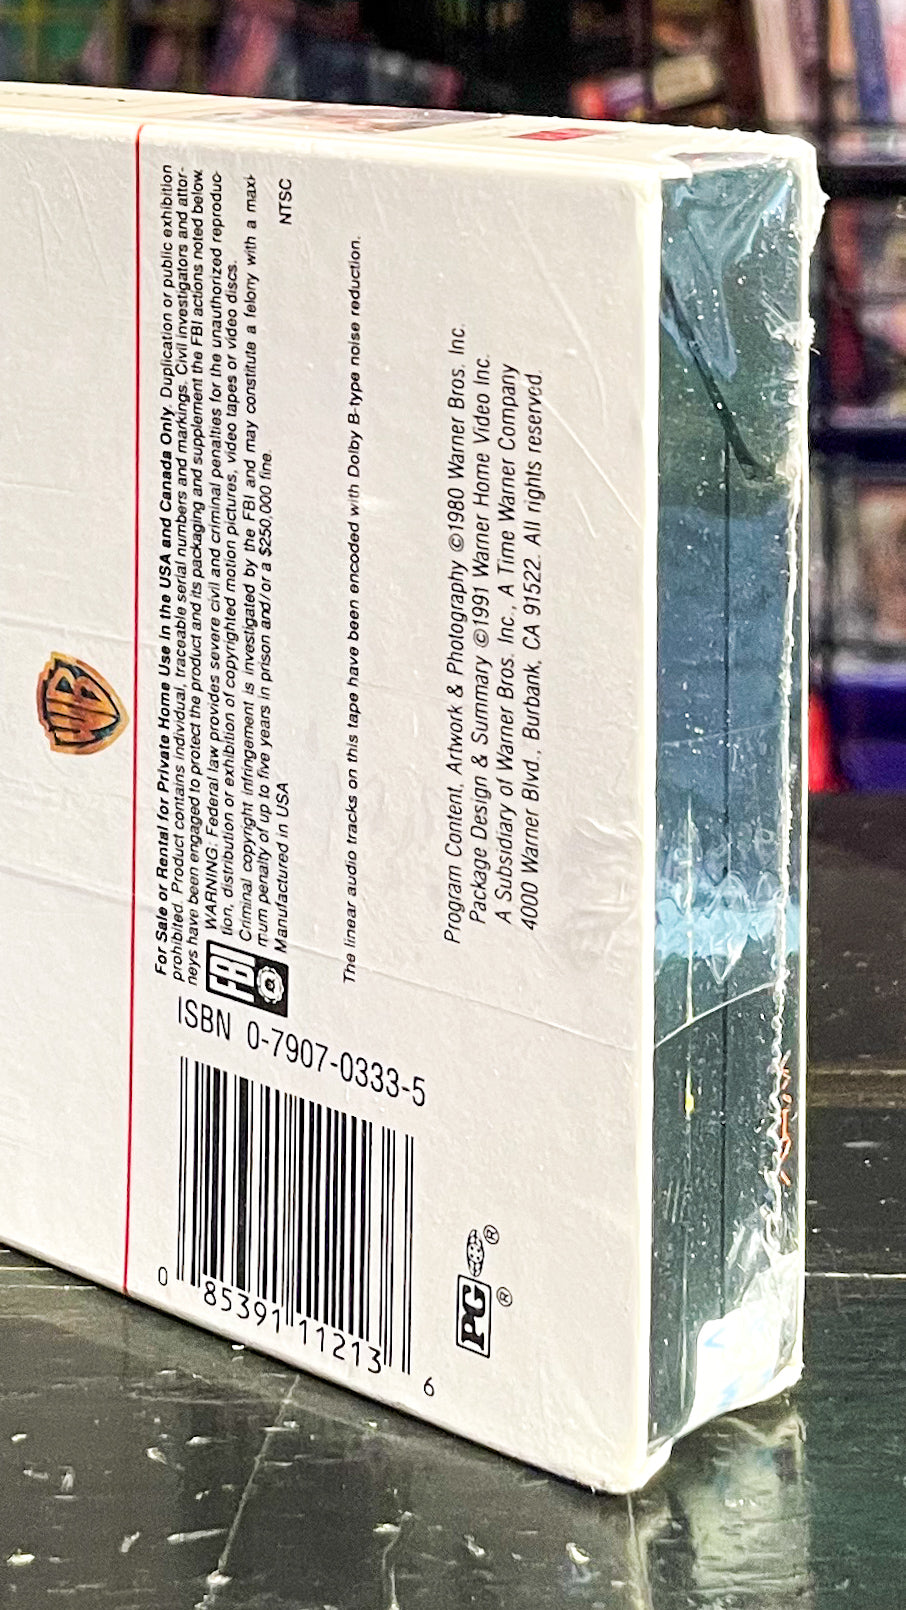 WB
For Sale or Rental for Private Home Use in the USA and Canada Only. Duplication or public exhibition
prohibited. Product contains individual, traceable serial numbers and markings. Civil investigators and attor-
neys have been engaged to protect the product and its packaging and supplement the FBI actions noted below.
FBI
WARNING: Federal law provides severe civil and criminal penalties for the unauthorized reproduc-
tion, distribution or exhibition of copyrighted motion pictures, video tapes or video discs.
Criminal copyright infringement is investigated by the FBI and may constitute a felony with a maxi-
mum penalty of up to five years in prison and/or a $250,000 fine.
Manufactured in USA NTSC
The linear audio tracks on this tape have been encoded with Dolby B-type noise reduction.
Program Content, Artwork & Photography ©1980 Warner Bros. Inc.
Package Design & Summary ©1991 Warner Home Video Inc.
A Subsidiary of Warner Bros. Inc., A Time Warner Company
4000 Warner Blvd., Burbank, CA 91522. All rights reserved.
ISBN 0-7907-0333-5
0 85391 11213 6
PG ® ®